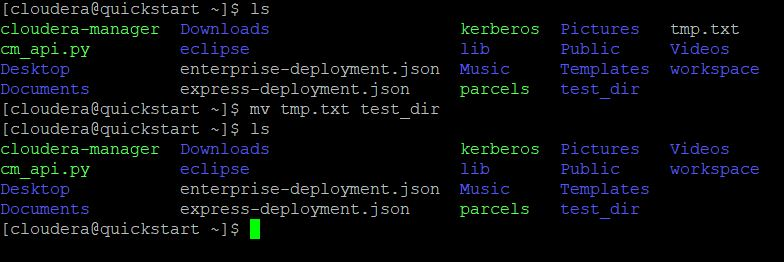 [cloudera@quickstart ~]$ ls
cloudera-manager  Downloads                   kerberos  Pictures   tmp.txt
cm_api.py         eclipse                     lib       Public     Videos
Desktop           enterprise-deployment.json  Music     Templates  workspace
Documents         express-deployment.json     parcels   test_dir
[cloudera@quickstart ~]$ mv tmp.txt test_dir
[cloudera@quickstart ~]$ ls
cloudera-manager  Downloads                   kerberos  Pictures   Videos
cm_api.py         eclipse                     lib       Public     workspace
Desktop           enterprise-deployment.json  Music     Templates
Documents         express-deployment.json     parcels   test_dir
[cloudera@quickstart ~]$